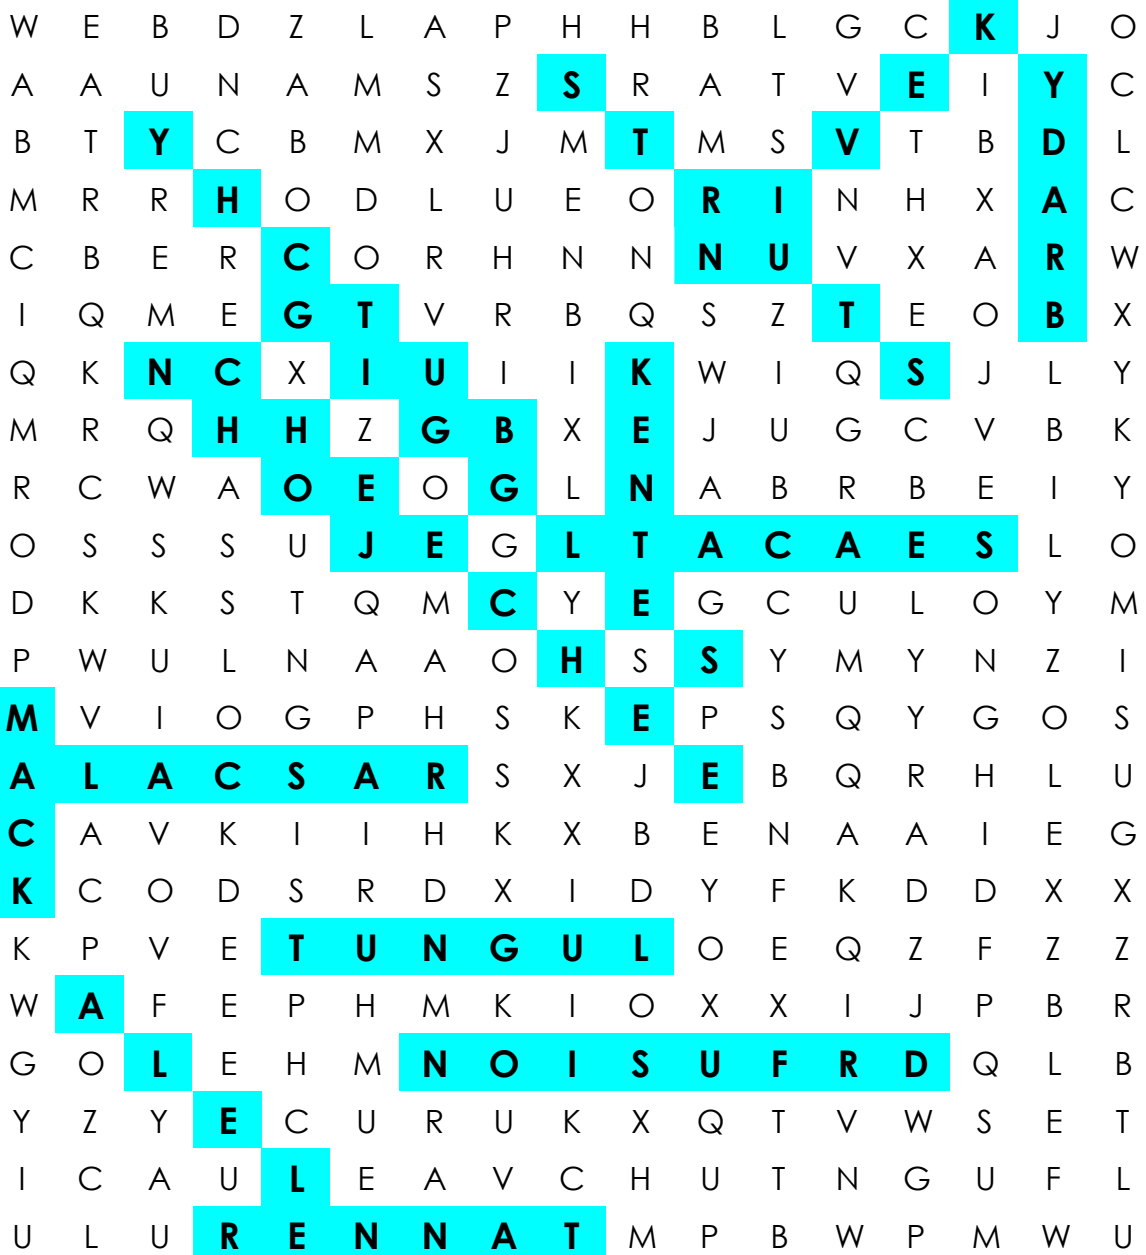 W E B D Z L A P H H B L G C K J O
A A U N A M S Z S R A T V E I Y C
B T Y C B M X J M T M S V T B D L
M R R H O D L U E O R I N H X A C
C B E R C O R H N N N U V X A R W
I Q M E G T V R B Q S Z T E O B X
Q K N C X I U I I K W I Q S J L Y
M R Q H H Z G B X E J U G C V B K
R C W A O E O G L N A B R B E I Y
O S S S U J E G L T A C A E S L O
D K K S T Q M C Y E G C U L O Y M
P W U L N A A O H S S Y M Y N Z I
M V I O G P H S K E P S Q Y G O S
A L A C S A R S X J E B Q R H L U
C A V K I I H K X B E N A A I E G
K C O D S R D X I D Y F K D D X X
K P V E T U N G U L O E Q Z F Z Z
W A F E P H M K I O X X I J P B R
G O L E H M N O I S U F R D Q L B
Y Z Y E C U R U K X Q T V W S E T
I C A U L E A V C H U T N G U F L
U L U R E N N A T M P B W P M W U